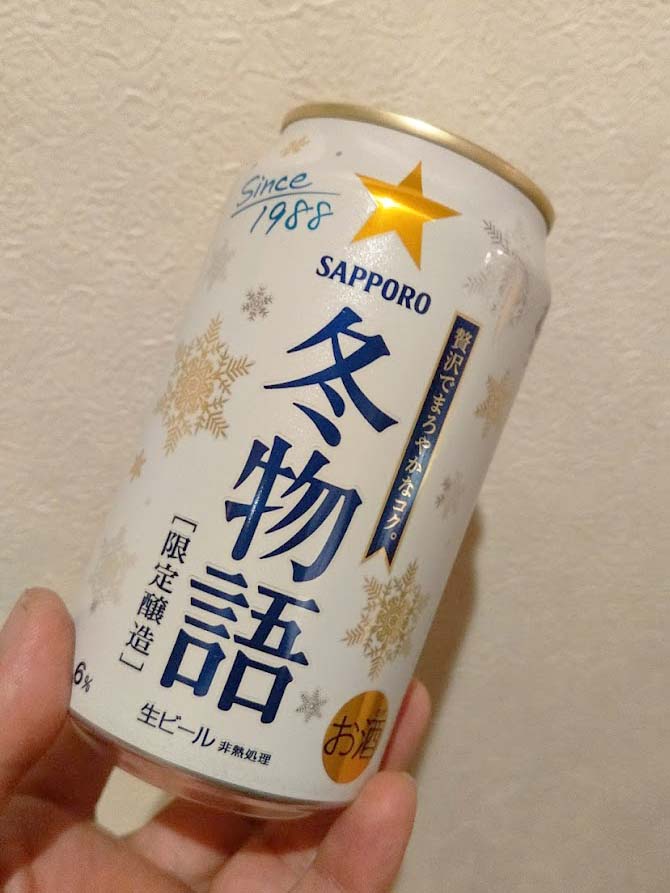 Since
1988
SAPPORO
冬物語
贅沢でまろやかなコク。
[限定醸造]
6%
生ビール 非熱処理
お酒